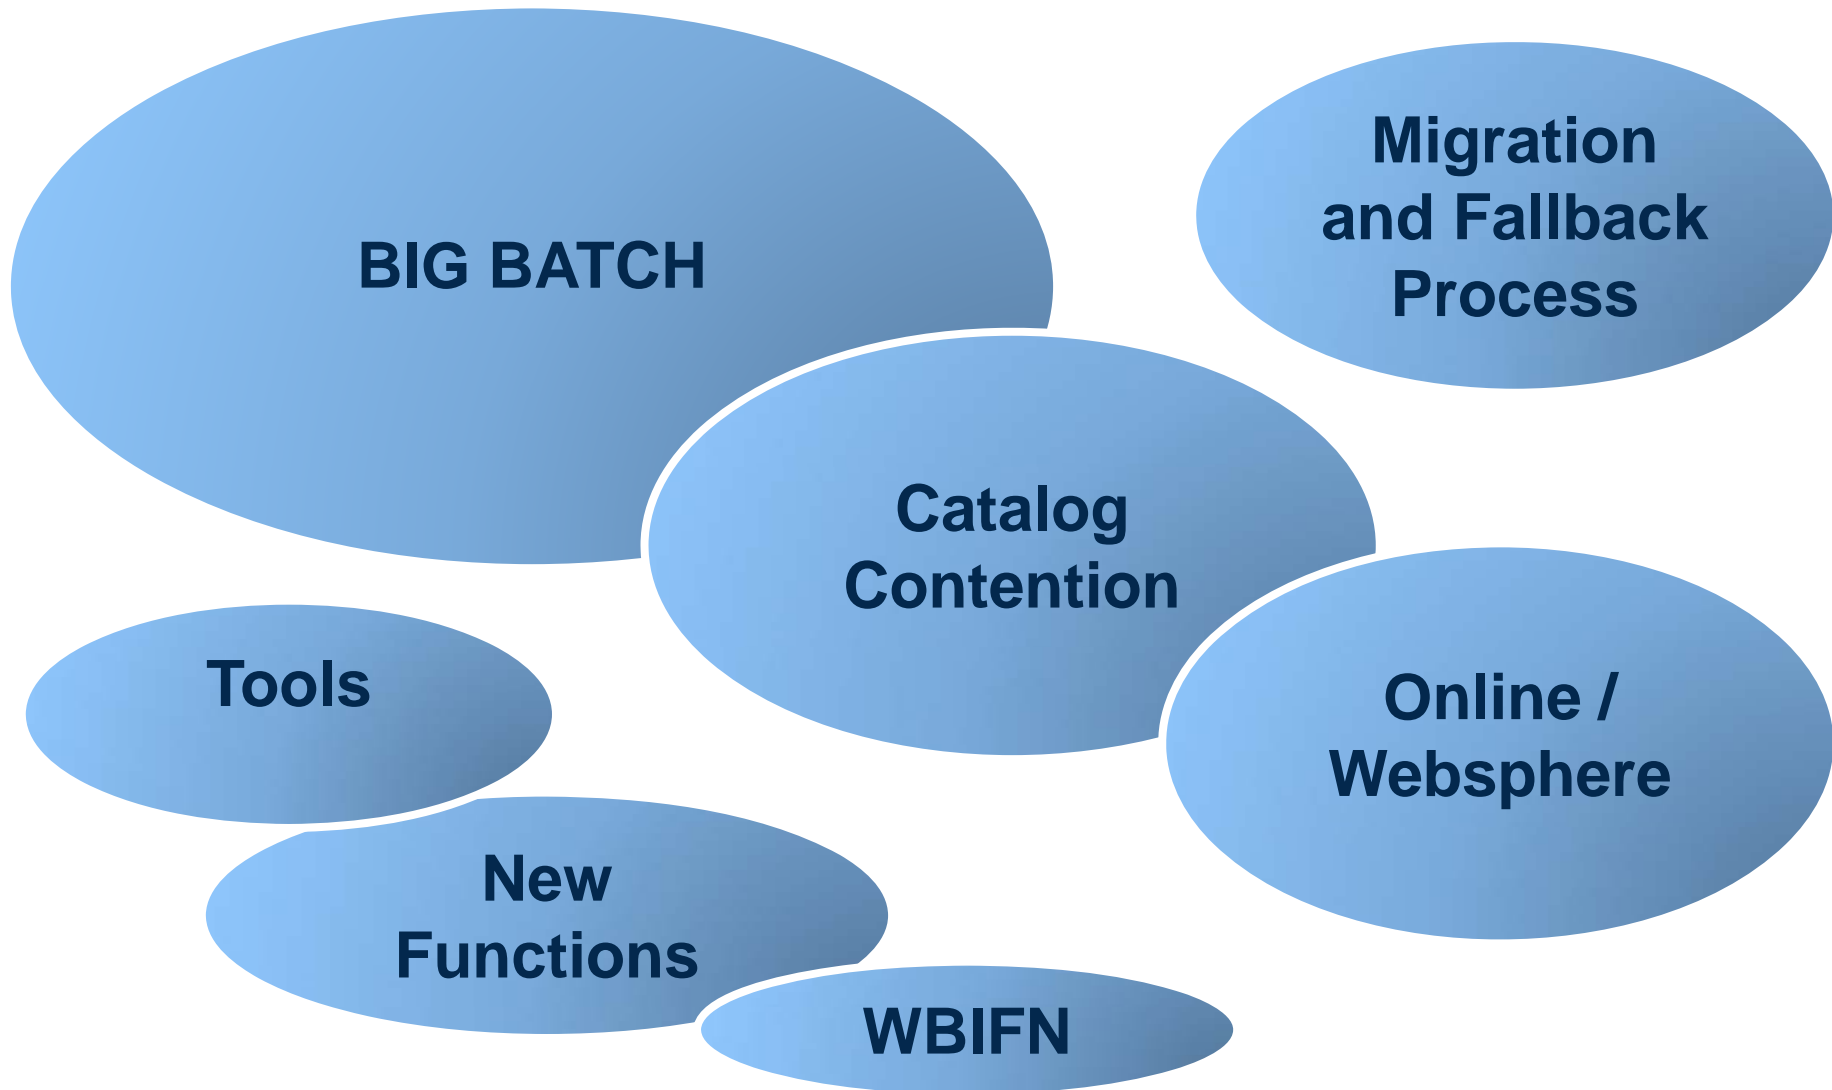 BIG BATCH
Migration
and Fallback
Process
Catalog
Contention
Tools
Online /
Websphere
New
Functions
WBIFN